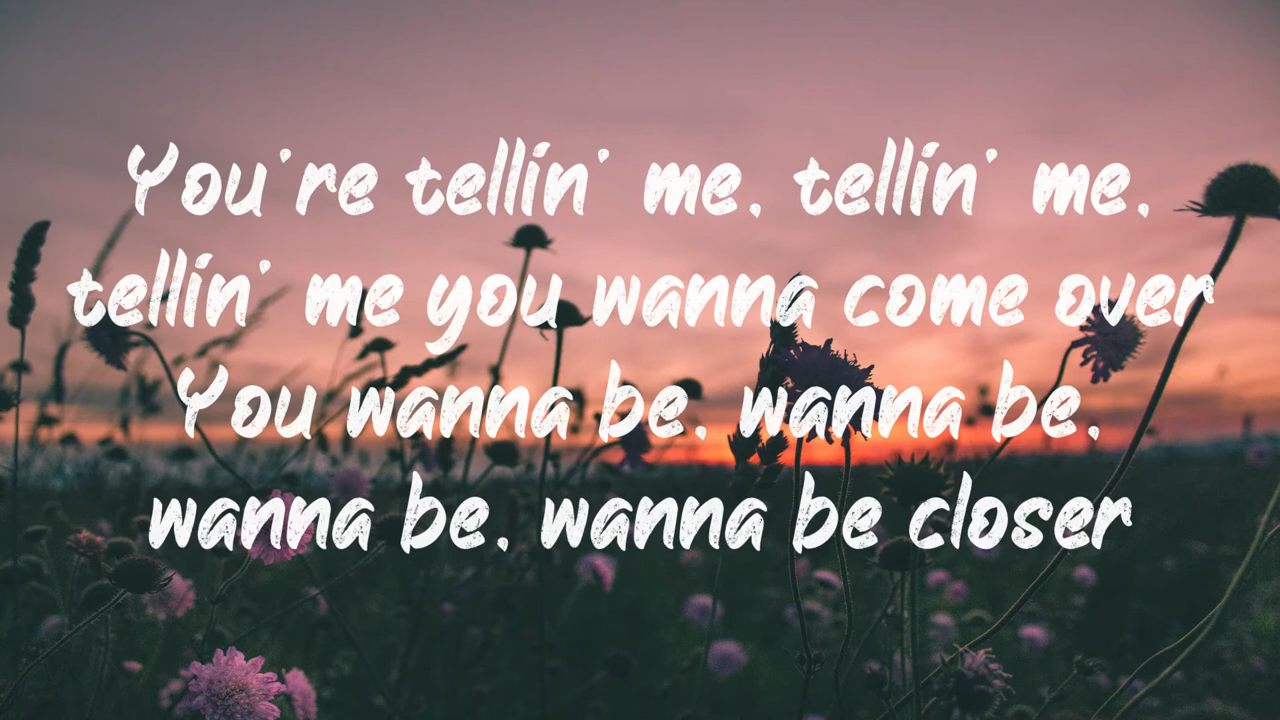 You're tellin' me, tellin' me,
tellin' me you wanna come over
You wanna be, wanna be,
wanna be, wanna be closer